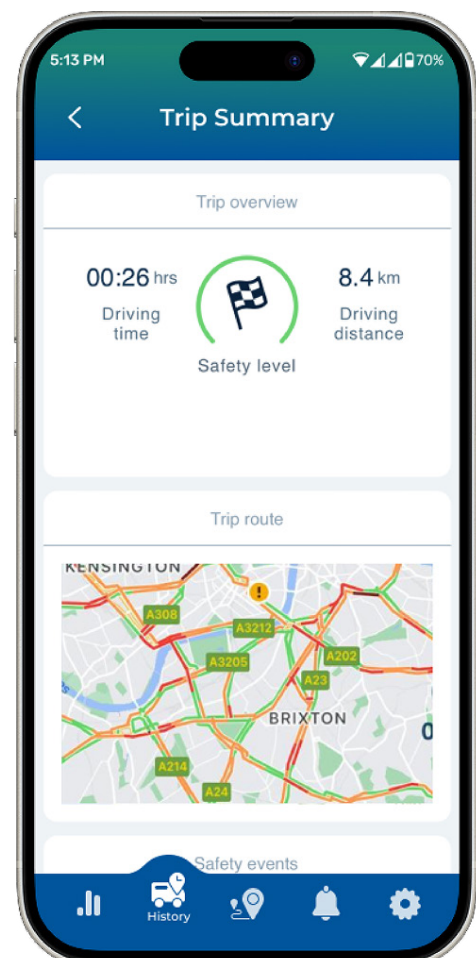 5:13 PM
70%
Trip Summary
Trip overview
00:26 hrs
Driving
time
Safety level
8.4 km
Driving
distance
Trip route
KENSINGTON
A308
A3212
A3205
A202
A23
BRIXTON
0
A214
A24
Safety events
History